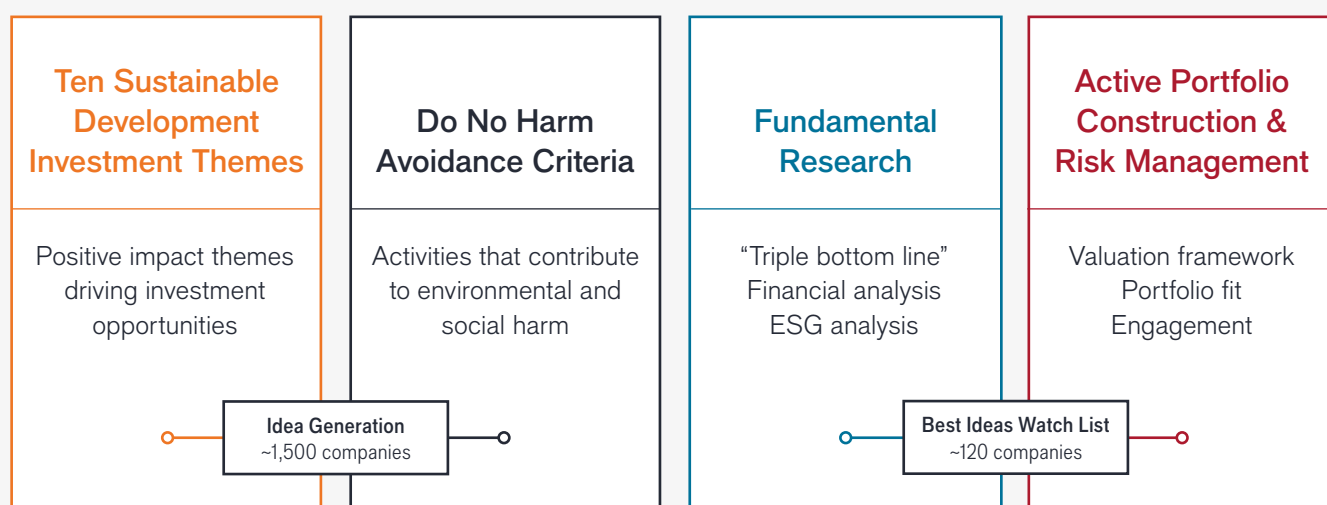 Ten Sustainable
Development
Investment Themes
Positive impact themes
driving investment
opportunities
Do No Harm
Avoidance Criteria
Activities that contribute
to environmental and
social harm
Idea Generation
~1,500 companies
Fundamental
Research
“Triple bottom line”
Financial analysis
ESG analysis
Active Portfolio
Construction &
Risk Management
Valuation framework
Portfolio fit
Engagement
Best Ideas Watch List
~120 companies